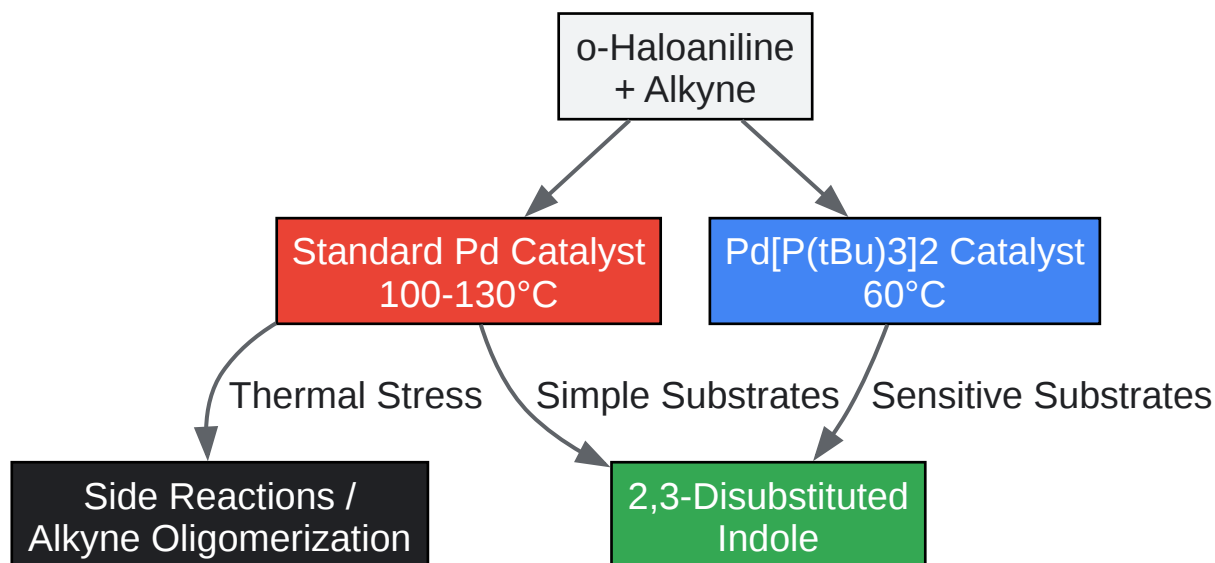 o-Haloaniline
+ Alkyne
Standard Pd Catalyst
100-130°C
Pd[P(tBu)3]2 Catalyst
60°C
Thermal Stress
Simple Substrates
Sensitive Substrates
Side Reactions /
Alkyne Oligomerization
2,3-Disubstituted
Indole